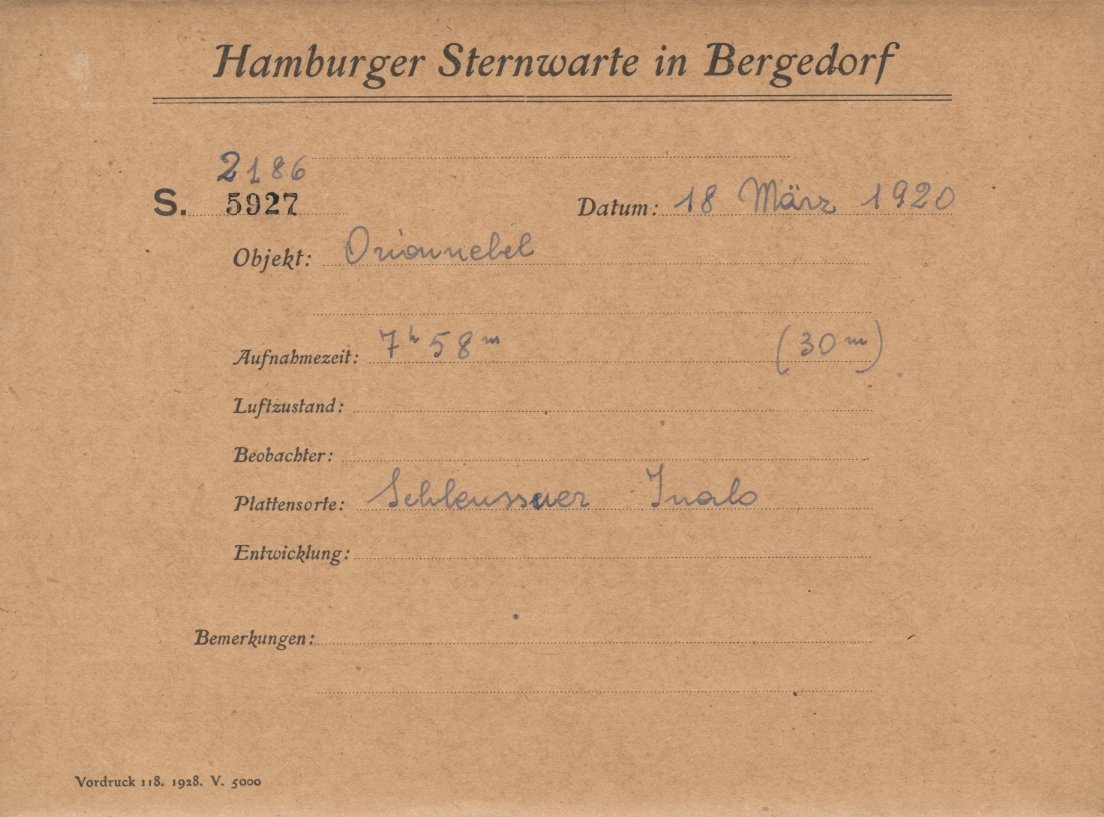 Hamburger Sternwarte in Bergedorf
2186
S. 5927 Datum: 18 März 1920
Objekt: Orionnebel
Aufnahmezeit: 7h 58m (30m)
Luftzustand:
Beobachter:
Plattensorte: Schleussner Inalo
Entwicklung:
Bemerkungen:
Vordruck 118. 1928. V. 5000